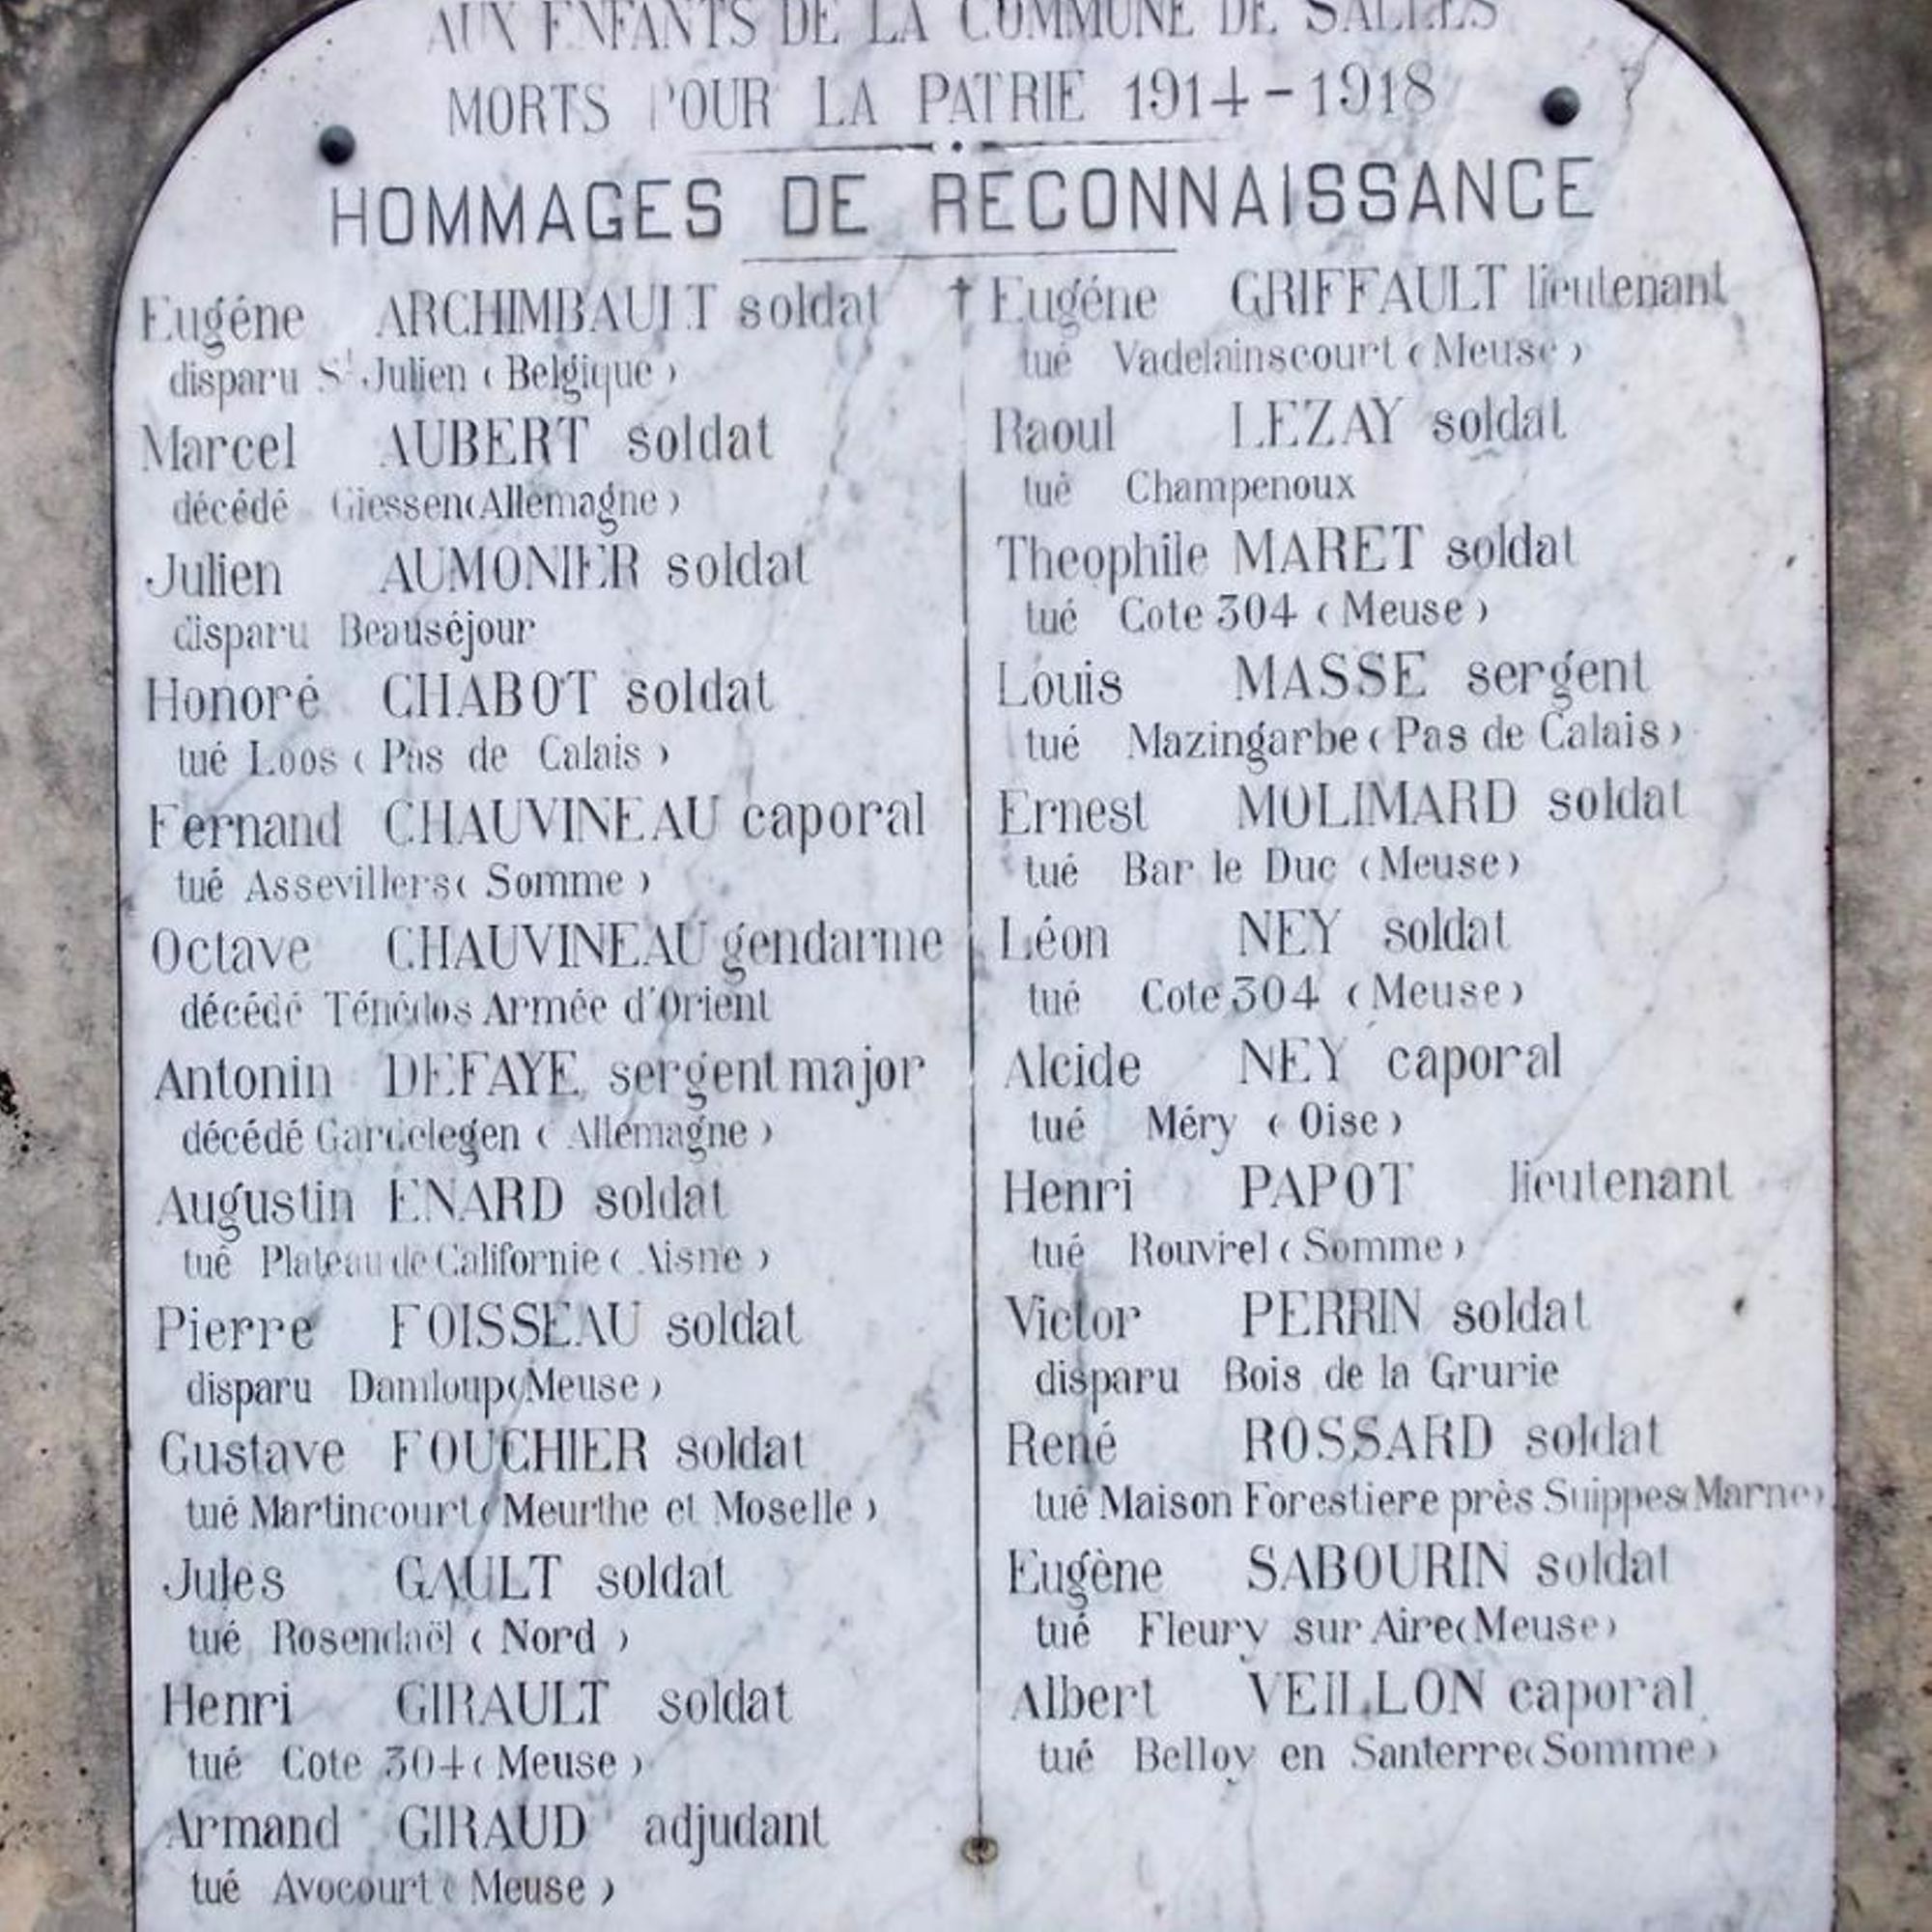 AUX ENFANTS DE LA COMMUNE DE SALLES
MORTS POUR LA PATRIE 1914-1918
HOMMAGES DE RECONNAISSANCE
Eugéne ARCHIMBAULT soldat
disparu St Julien (Belgique)
Marcel AUBERT soldat
décédé Giessen (Allemagne)
Julien AUMONIER soldat
disparu Beauséjour
Honoré CHABOT soldat
tué Loos (Pas de Calais)
Fernand CHAUVINEAU caporal
tué Assevillers (Somme)
Octave CHAUVINEAU gendarme
décédé Ténédos Armée d'Orient
Antonin DEFAYE sergent major
décédé Gardelegen (Allemagne)
Augustin ENARD soldat
tué Plateau de Californie (Aisne)
Pierre FOISSEAU soldat
disparu Damloup (Meuse)
Gustave FOUCHIER soldat
tué Martincourt (Meurthe et Moselle)
Jules GAULT soldat
tué Rosendaël (Nord)
Henri GIRAULT soldat
tué Cote 304 (Meuse)
Armand GIRAUD adjudant
tué Avocourt (Meuse)
† Eugéne GRIFFAULT lieutenant
tué Vadelainscourt (Meuse)
Raoul LEZAY soldat
tué Champenoux
Theophile MARET soldat
tué Cote 304 (Meuse)
Louis MASSE sergent
tué Mazingarbe (Pas de Calais)
Ernest MOLIMARD soldat
tué Bar le Duc (Meuse)
Léon NEY soldat
tué Cote 304 (Meuse)
Alcide NEY caporal
tué Méry (Oise)
Henri PAPOT lieutenant
tué Rouvrel (Somme)
Victor PERRIN soldat
disparu Bois de la Grurie
René ROSSARD soldat
tué Maison Forestiere près Suippes (Marne)
Eugène SABOURIN soldat
tué Fleury sur Aire (Meuse)
Albert VEILLON caporal
tué Belloy en Santerre (Somme)